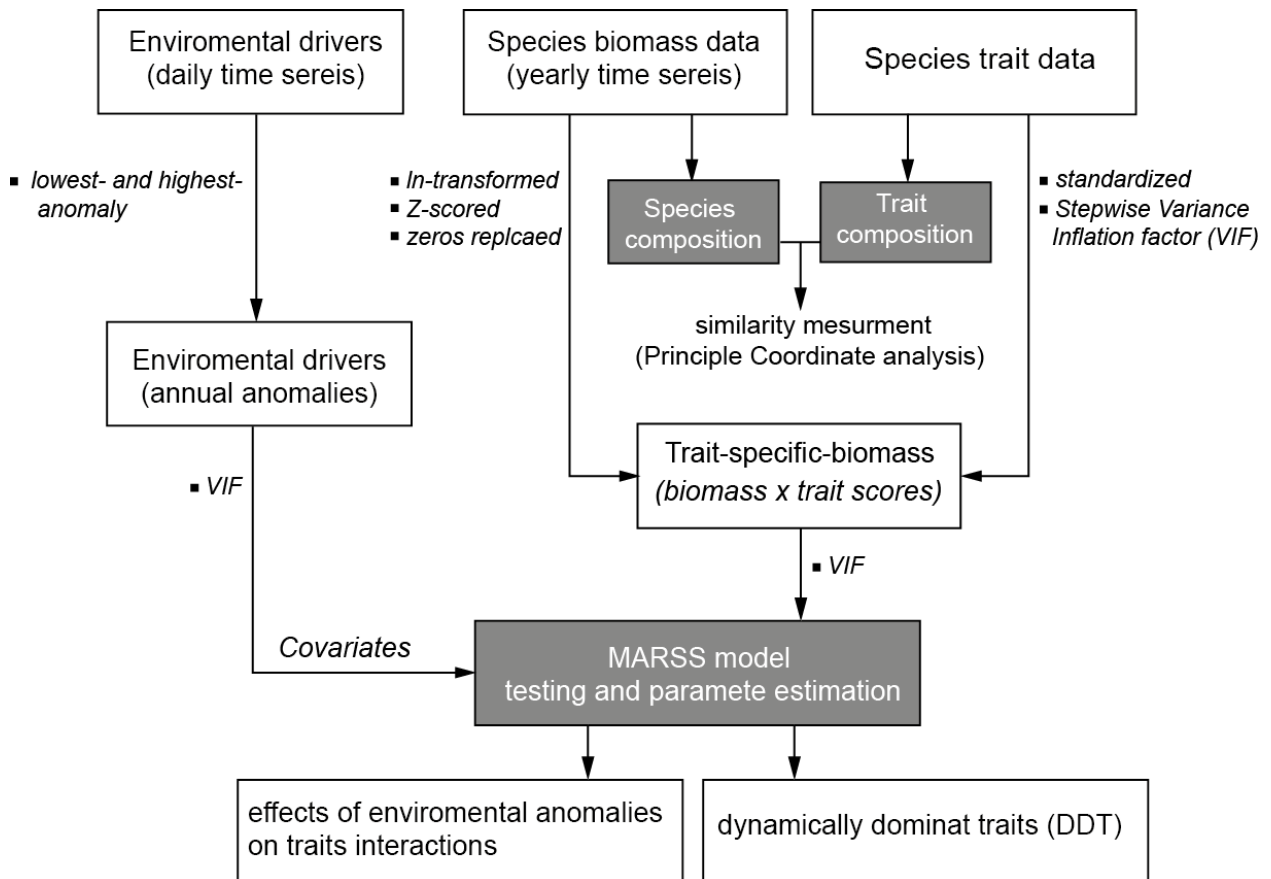 Enviromental drivers
(daily time sereis)
Species biomass data
(yearly time sereis)
Species trait data
▪ lowest- and highest-
anomaly
▪ ln-transformed
▪ Z-scored
▪ zeros replcaed
Species
composition
Trait
composition
▪ standardized
▪ Stepwise Variance
Inflation factor (VIF)
similarity mesurment
(Principle Coordinate analysis)
Enviromental drivers
(annual anomalies)
Trait-specific-biomass
(biomass x trait scores)
▪ VIF
▪ VIF
Covariates
MARSS model
testing and paramete estimation
effects of enviromental anomalies
on traits interactions
dynamically dominat traits (DDT)